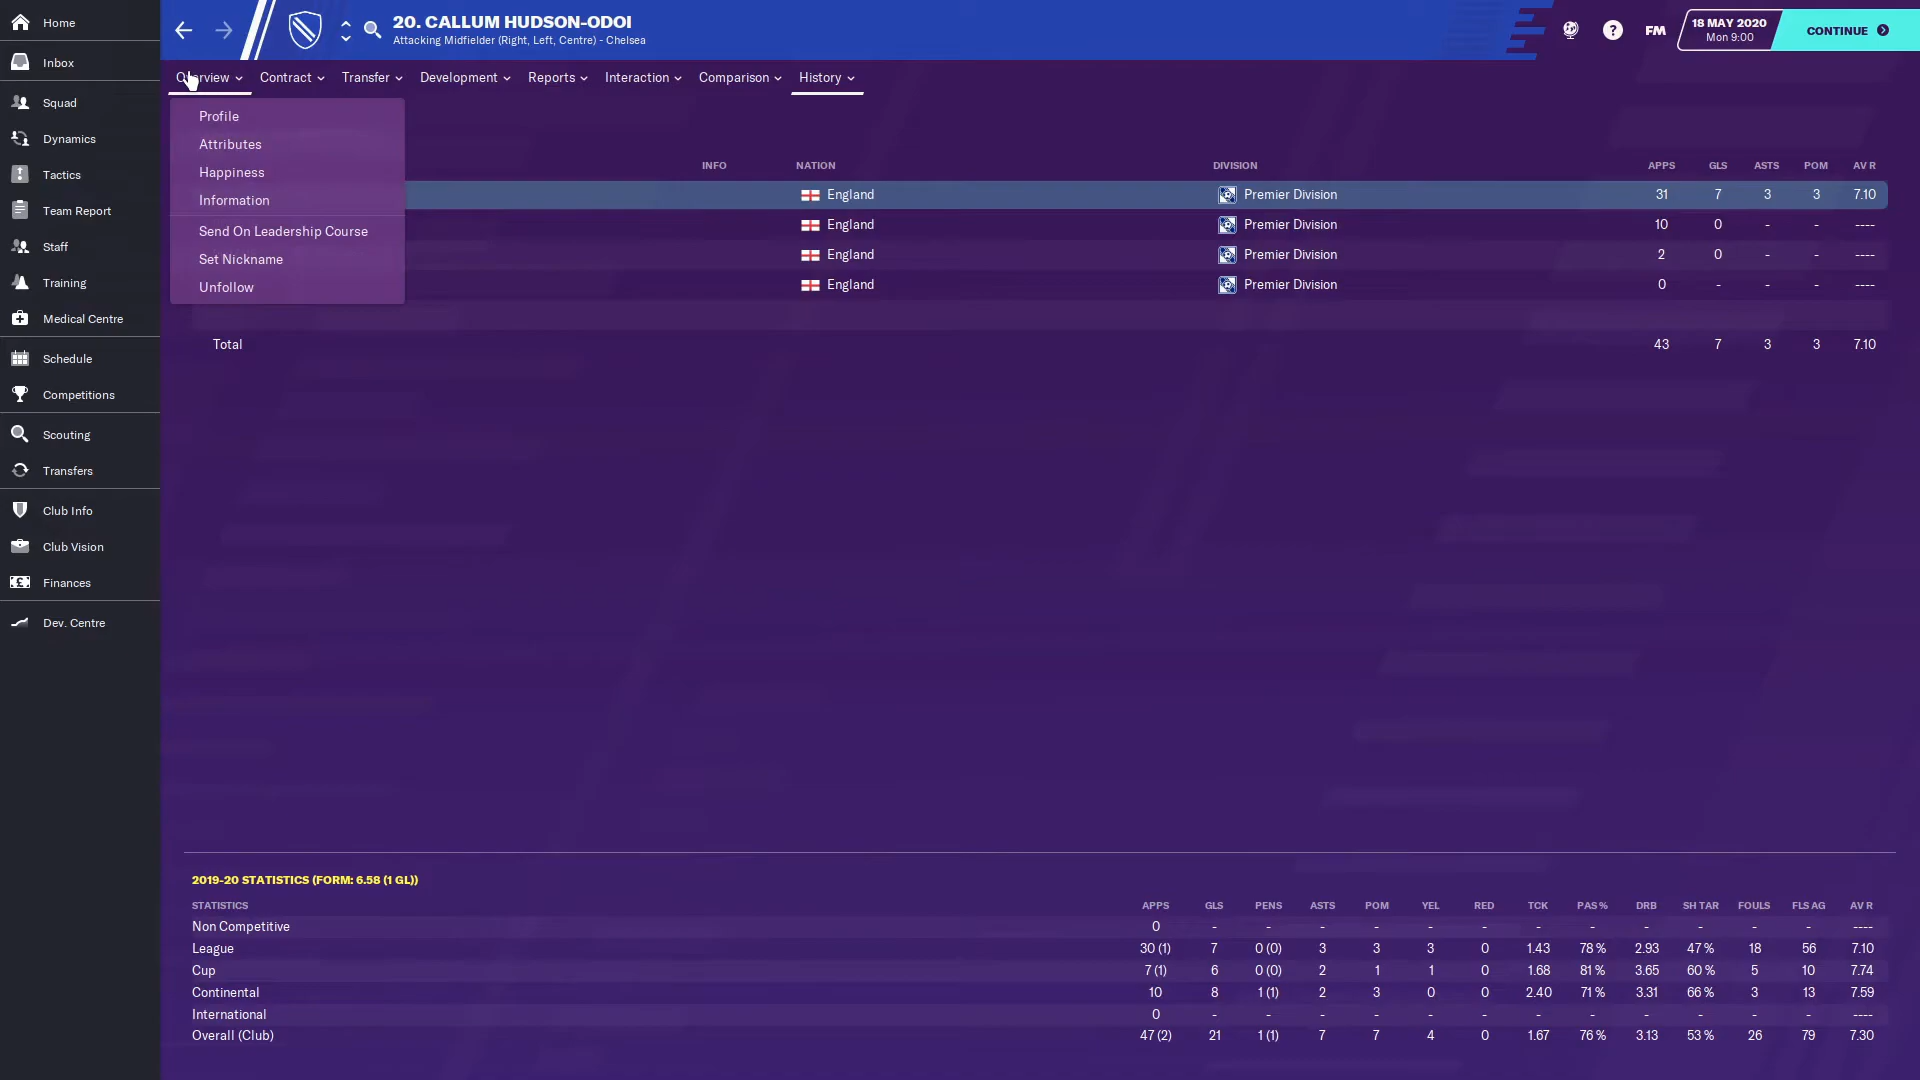 Home
Inbox
Squad
Dynamics
Tactics
Team Report
Staff
Training
Medical Centre
Schedule
Competitions
Scouting
Transfers
Club Info
Club Vision
Finances
Dev. Centre
20. CALLUM HUDSON-ODOI
Attacking Midfielder (Right, Left, Centre) - Chelsea
FM
18 MAY 2020
Mon 9:00
CONTINUE
Overview Contract Transfer Development Reports Interaction Comparison History
Profile
Attributes
Happiness
Information
Send On Leadership Course
Set Nickname
Unfollow
INFO NATION DIVISION APPS GLS ASTS POM AV R
England Premier Division 31 7 3 3 7.10
England Premier Division 10 0 - - ----
England Premier Division 2 0 - - ----
England Premier Division 0 - - - ----
Total 43 7 3 3 7.10
2019-20 STATISTICS (FORM: 6.58 (1 GL))
STATISTICS APPS GLS PENS ASTS POM YEL RED TCK PAS % DRB SH TAR FOULS FLS AG AV R
Non Competitive 0 - - - - - - - - - - - - ----
League 30 (1) 7 0 (0) 3 3 3 0 1.43 78 % 2.93 47 % 18 56 7.10
Cup 7 (1) 6 0 (0) 2 1 1 0 1.68 81 % 3.65 60 % 5 10 7.74
Continental 10 8 1 (1) 2 3 0 0 2.40 71 % 3.31 66 % 3 13 7.59
International 0 - - - - - - - - - - - - ----
Overall (Club) 47 (2) 21 1 (1) 7 7 4 0 1.67 76 % 3.13 53 % 26 79 7.30